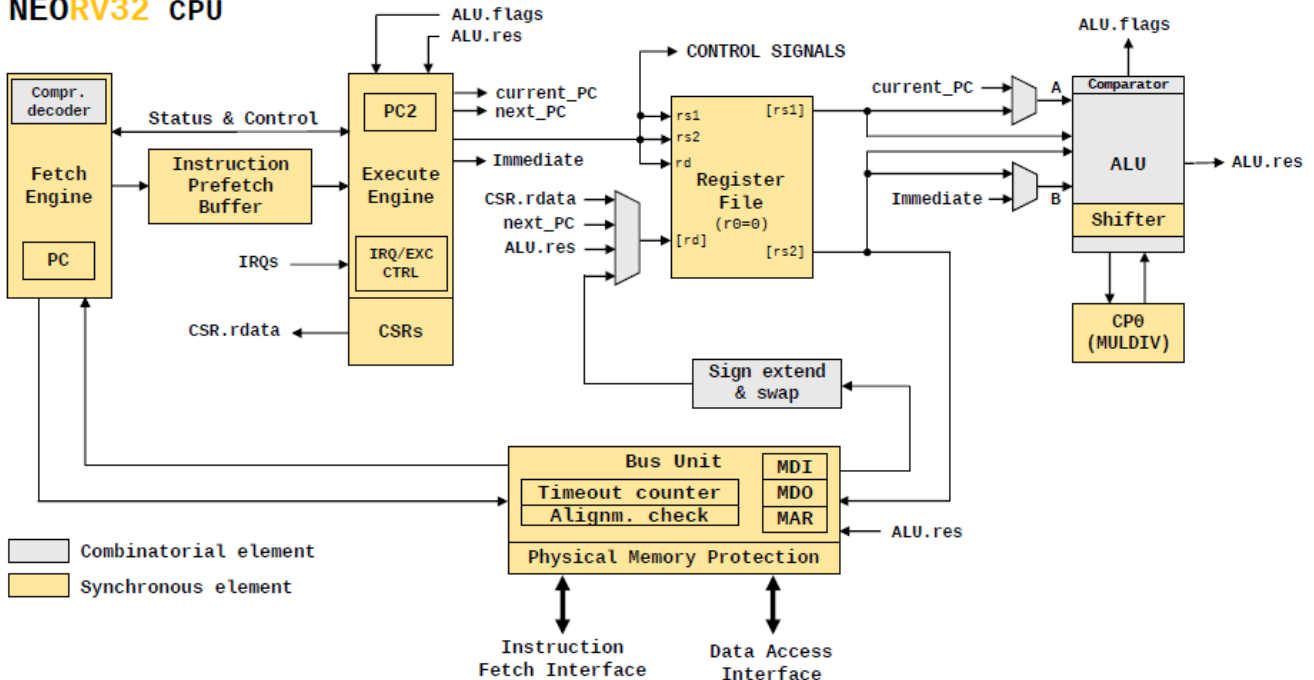 NEORV32 CPU
ALU.flags
ALU.res
Compr.
decoder
Fetch
Engine
PC
Status & Control
Instruction
Prefetch
Buffer
IRQs
CSR.rdata
PC2
Execute
Engine
IRQ/EXC
CTRL
CSRs
current_PC
next_PC
Immediate
CONTROL SIGNALS
CSR.rdata
next_PC
ALU.res
rs1
rs2
rd
[rd]
[rs1]
[rs2]
Register
File
(r0=0)
current_PC
A
Immediate
B
ALU.flags
Comparator
ALU
Shifter
ALU.res
CP0
(MULDIV)
Sign extend
& swap
Bus Unit
Timeout counter
Alignm. check
MDI
MDO
MAR
Physical Memory Protection
ALU.res
Combinatorial element
Synchronous element
Instruction
Fetch Interface
Data Access
Interface